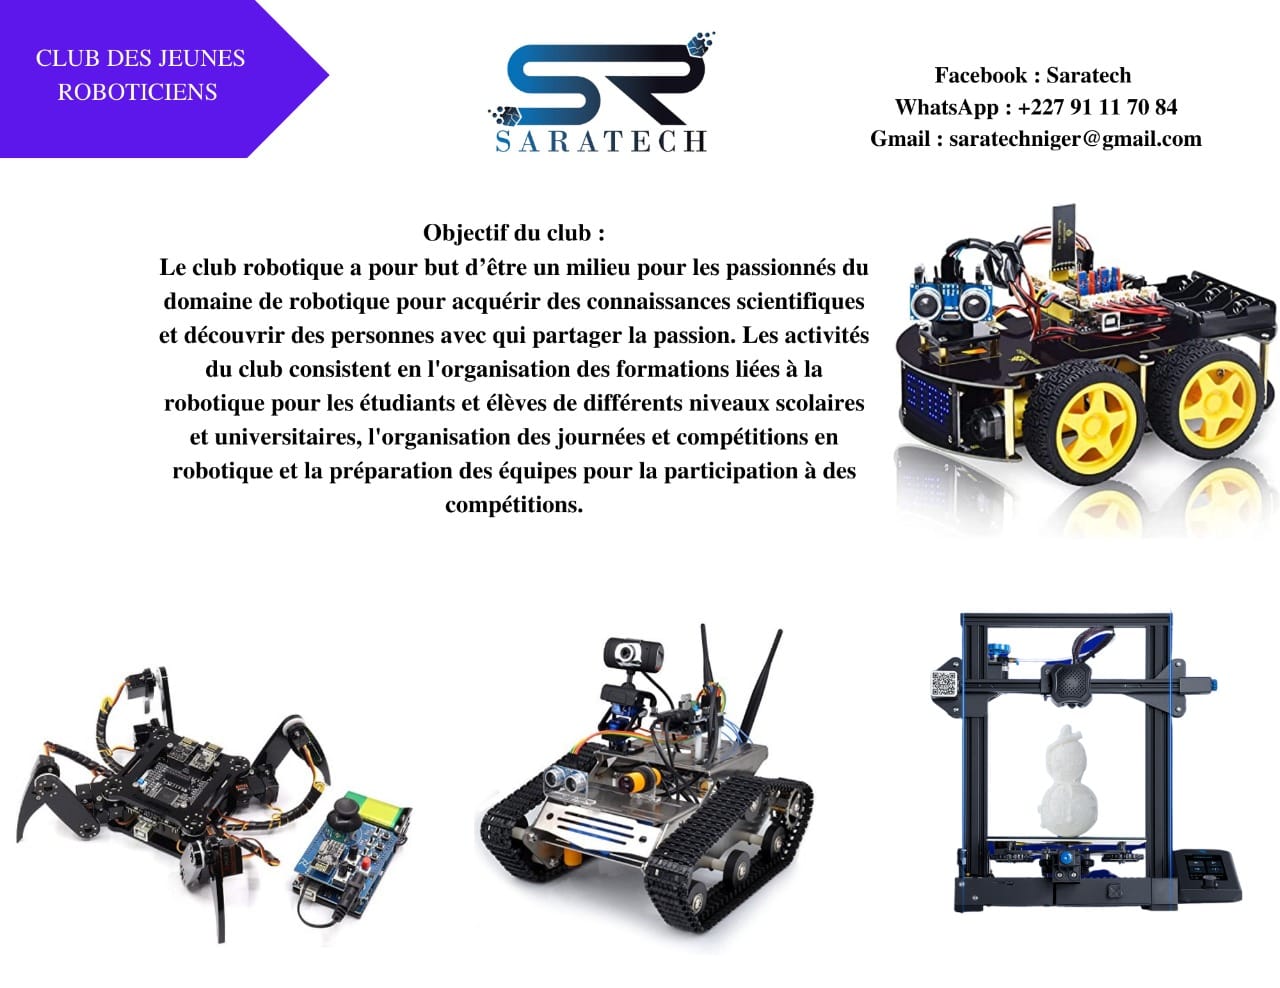 CLUB DES JEUNES
ROBOTICIENS
SR
SARATECH
Facebook : Saratech
WhatsApp : +227 91 11 70 84
Gmail : saratechniger@gmail.com
Objectif du club :
Le club robotique a pour but d’être un milieu pour les passionnés du
domaine de robotique pour acquérir des connaissances scientifiques
et découvrir des personnes avec qui partager la passion. Les activités
du club consistent en l'organisation des formations liées à la
robotique pour les étudiants et élèves de différents niveaux scolaires
et universitaires, l'organisation des journées et compétitions en
robotique et la préparation des équipes pour la participation à des
compétitions.